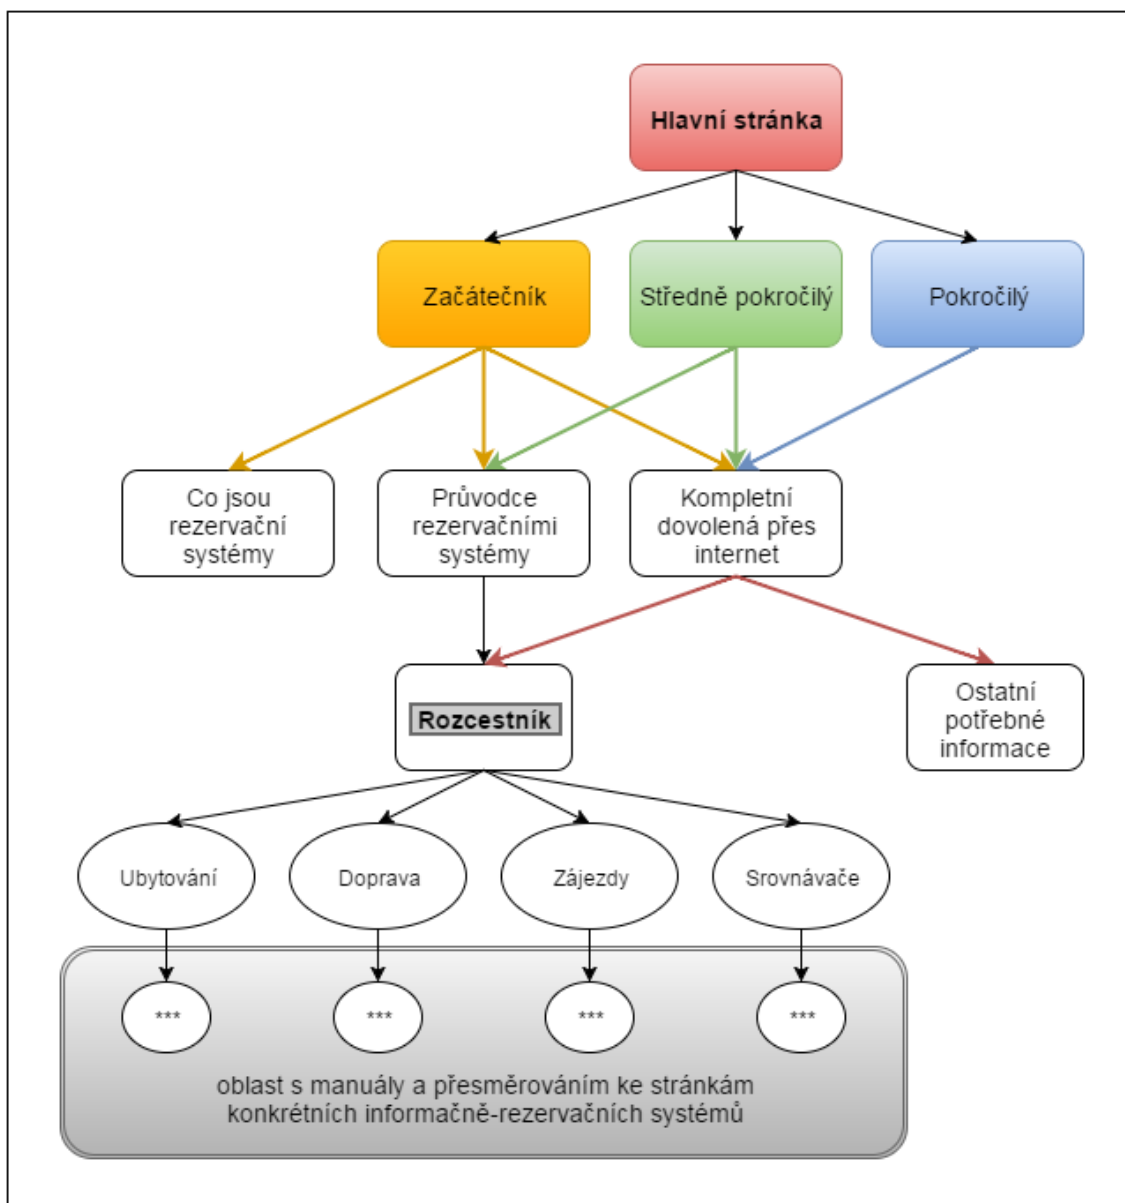 Hlavní stránka
Začátečník
Středně pokročilý
Pokročilý
Co jsou
rezervační
systémy
Průvodce
rezervačními
systémy
Kompletní
dovolená přes
internet
Rozcestník
Ostatní
potřebné
informace
Ubytování
Doprava
Zájezdy
Srovnávače
***
***
***
***
oblast s manuály a přesměrováním ke stránkám
konkrétních informačně-rezervačních systémů